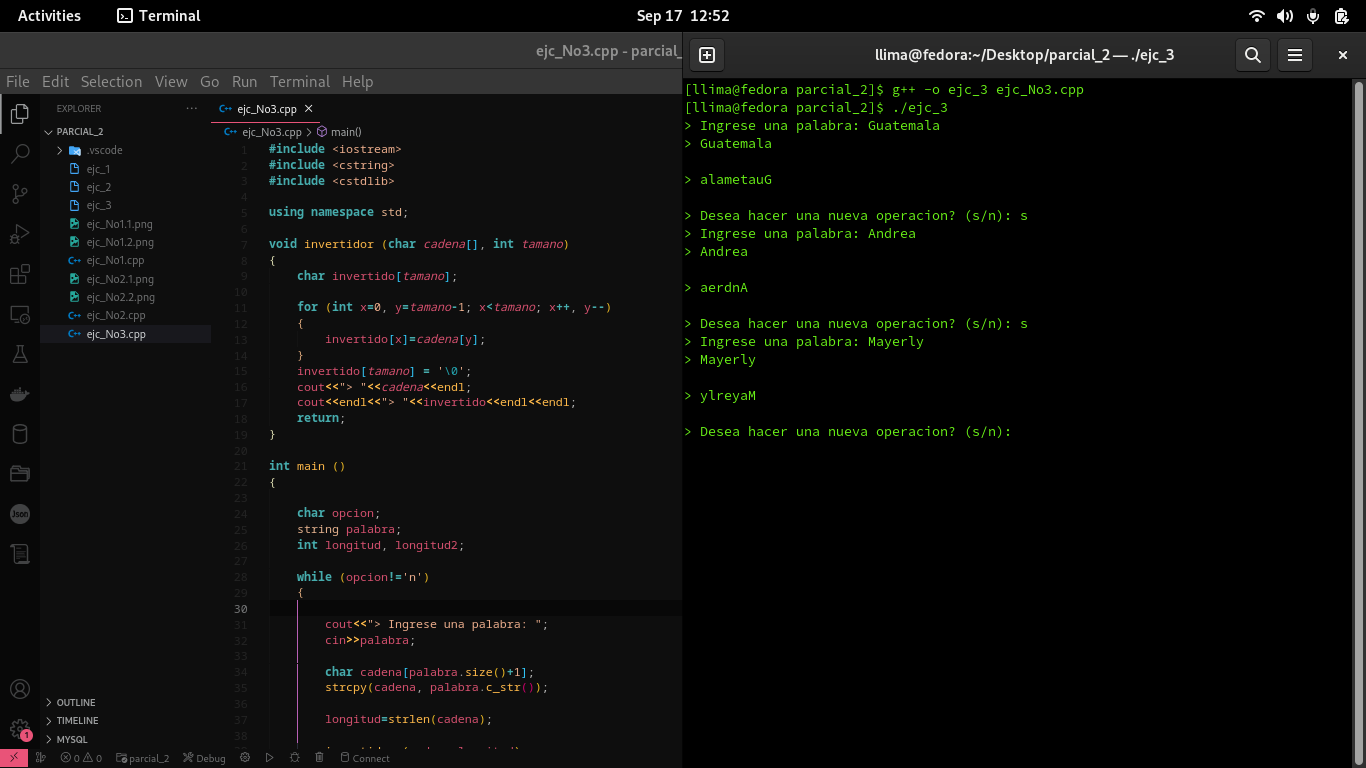 Activities
Terminal
Sep 17 12:52
ejc_No3.cpp - parcial_
File Edit Selection View Go Run Terminal Help
EXPLORER
PARCIAL_2
.vscode
ejc_1
ejc_2
ejc_3
ejc_No1.1.png
ejc_No1.2.png
ejc_No1.cpp
ejc_No2.1.png
ejc_No2.2.png
ejc_No2.cpp
ejc_No3.cpp
OUTLINE
TIMELINE
MYSQL
Json
1
ejc_No3.cpp
ejc_No3.cpp > main()
1 #include <iostream>
2 #include <cstring>
3 #include <cstdlib>
4
5 using namespace std;
6
7 void invertidor (char cadena[], int tamano)
8 {
9 char invertido[tamano];
10
11 for (int x=0, y=tamano-1; x<tamano; x++, y--)
12 {
13 invertido[x]=cadena[y];
14 }
15 invertido[tamano] = '\0';
16 cout<<"> "<<cadena<<endl;
17 cout<<endl<<"> "<<invertido<<endl<<endl;
18 return;
19 }
20
21 int main ()
22 {
23
24 char opcion;
25 string palabra;
26 int longitud, longitud2;
27
28 while (opcion!='n')
29 {
30
31 cout<<"> Ingrese una palabra: ";
32 cin>>palabra;
33
34 char cadena[palabra.size()+1];
35 strcpy(cadena, palabra.c_str());
36
37 longitud=strlen(cadena);
38
0 0 parcial_2 Debug Connect
llima@fedora:~/Desktop/parcial_2 — ./ejc_3
[llima@fedora parcial_2]$ g++ -o ejc_3 ejc_No3.cpp
[llima@fedora parcial_2]$ ./ejc_3
> Ingrese una palabra: Guatemala
> Guatemala
> alametauG
> Desea hacer una nueva operacion? (s/n): s
> Ingrese una palabra: Andrea
> Andrea
> aerdnA
> Desea hacer una nueva operacion? (s/n): s
> Ingrese una palabra: Mayerly
> Mayerly
> ylreyaM
> Desea hacer una nueva operacion? (s/n):